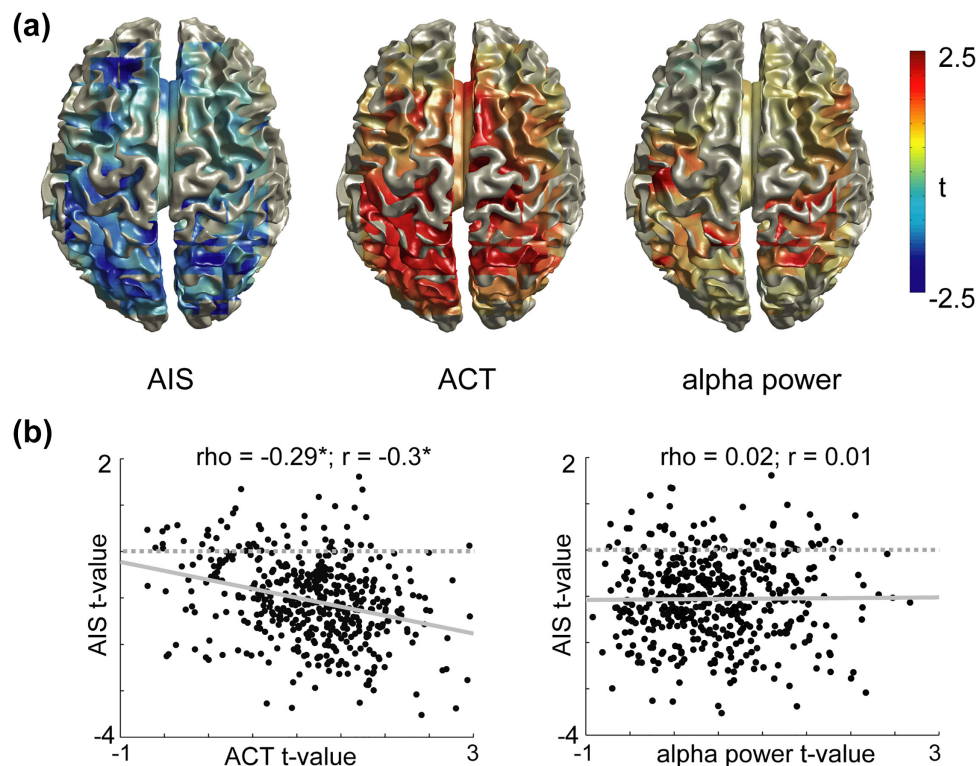 (a)
2.5
t
-2.5
AIS
ACT
alpha power
(b)
rho = -0.29*; r = -0.3*
2
AIS t-value
-4
-1
ACT t-value
3
rho = 0.02; r = 0.01
2
AIS t-value
-4
-1
alpha power t-value
3